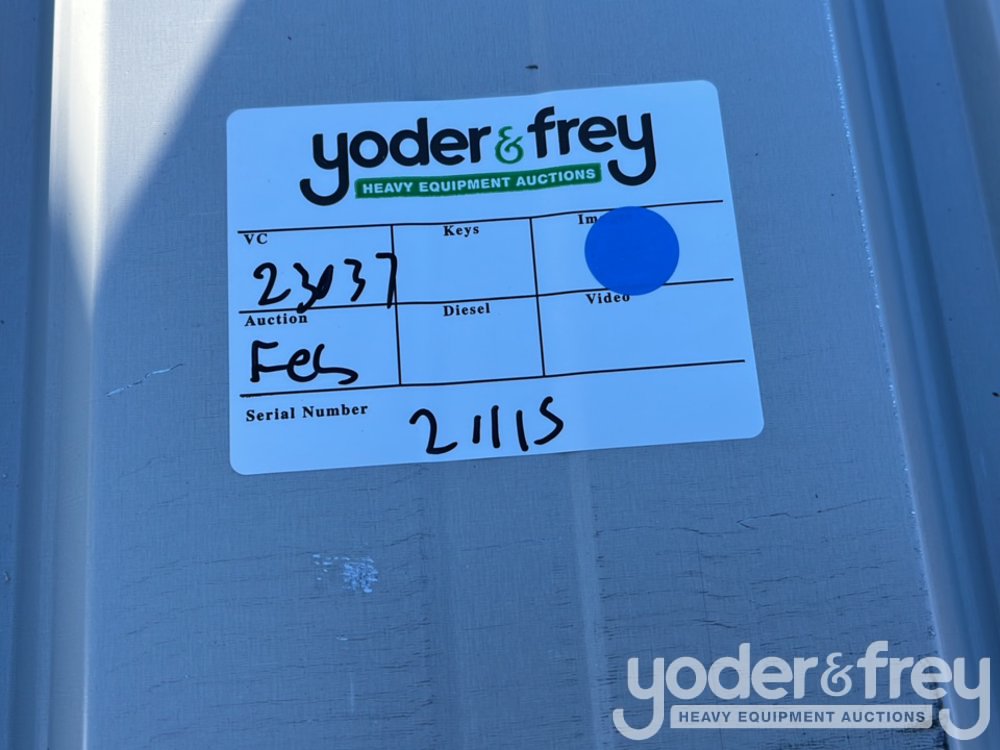 yoder & frey
HEAVY EQUIPMENT AUCTIONS
VC Keys Im
Auction Diesel Video
Feb
Serial Number 21115
yoder & frey
HEAVY EQUIPMENT AUCTIONS